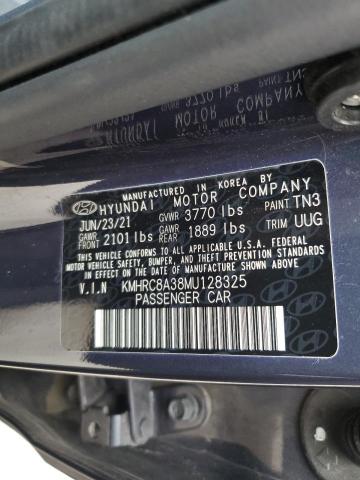 MANUFACTURED IN KOREA BY
HYUNDAI MOTOR COMPANY
JUN/23/21 GVWR 3770 lbs PAINT TN3
GAWR FRONT 2101 lbs GAWR REAR 1889 lbs TRIM UUG
THIS VEHICLE CONFORMS TO ALL APPLICABLE U.S.A. FEDERAL
MOTOR VEHICLE SAFETY, BUMPER, AND THEFT PREVENTION
STANDARDS IN EFFECT ON THE DATE OF MANUFACTURE SHOWN
ABOVE.
V.I.N KMHRC8A38MU128325
PASSENGER CAR